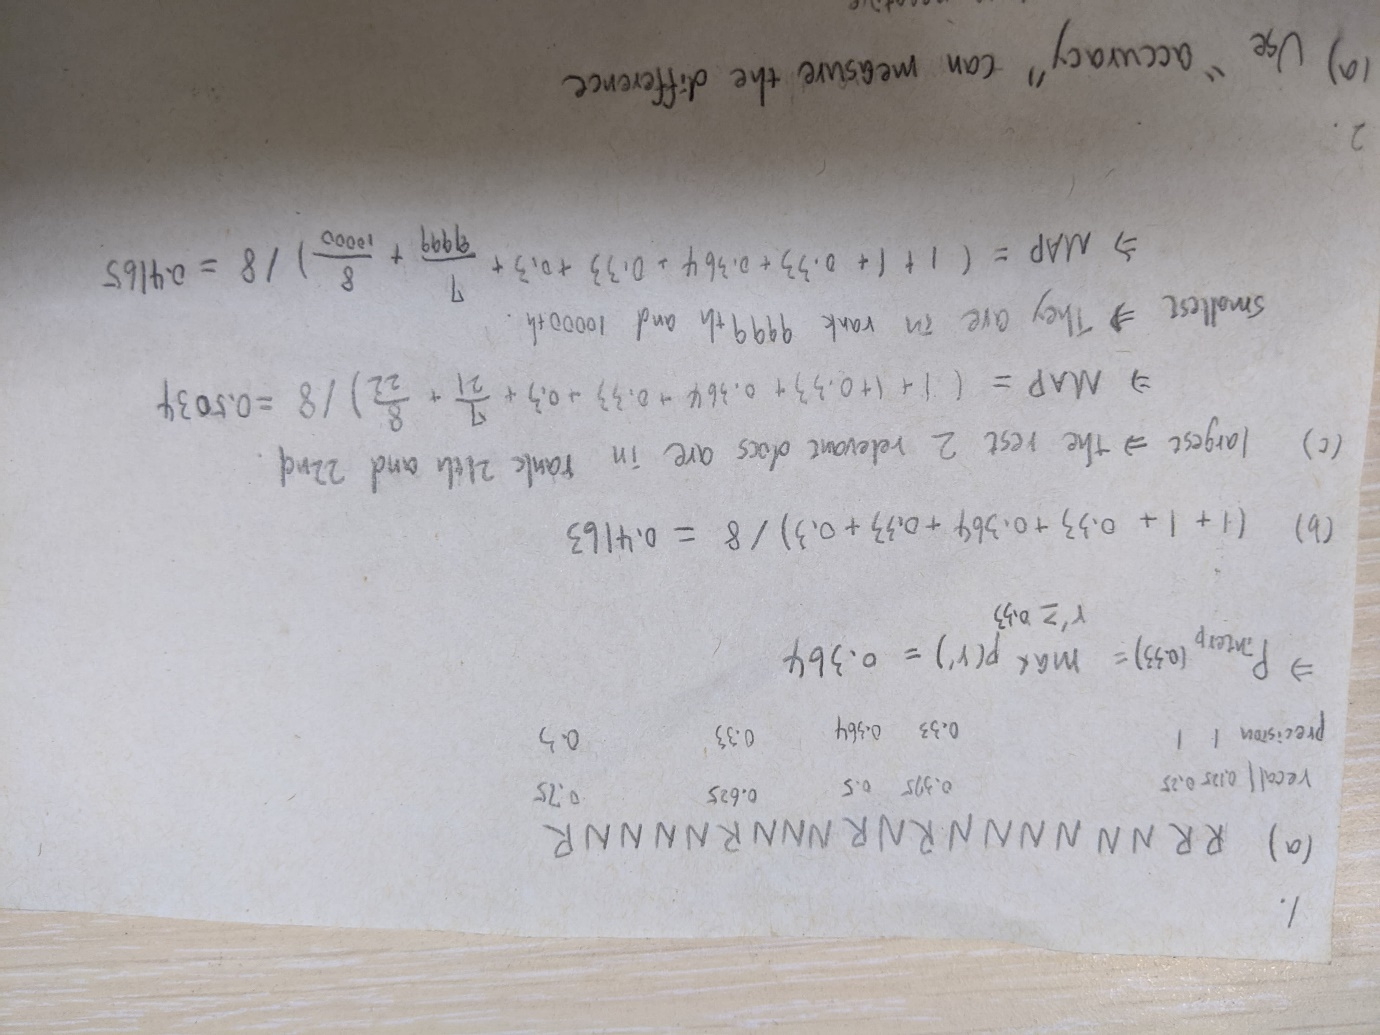 1.
(a) R R N N N N N N N N R N R N N N R N N N N R
recall 0.125 0.25 0.375 0.5 0.625 0.75
precision 1 1 0.33 0.364 0.33 0.3
⇒ Pinterp(0.33) = max p(r') = 0.364
r' ≥ 0.33
(b) (1 + 1 + 0.33 + 0.364 + 0.33 + 0.3) / 8 = 0.4163
(c) largest ⇒ the rest 2 relevant docs are in rank 21th and 22nd.
⇒ MAP = (1 + 1 + 0.33 + 0.364 + 0.33 + 0.3 + 7/21 + 8/22) / 8 = 0.5034
smallest ⇒ They are in rank 9999th and 10000th.
⇒ MAP = (1 + 1 + 0.33 + 0.364 + 0.33 + 0.3 + 7/9999 + 8/10000) / 8 = 0.4165
2.
(a) Use "accuracy" can measure the difference